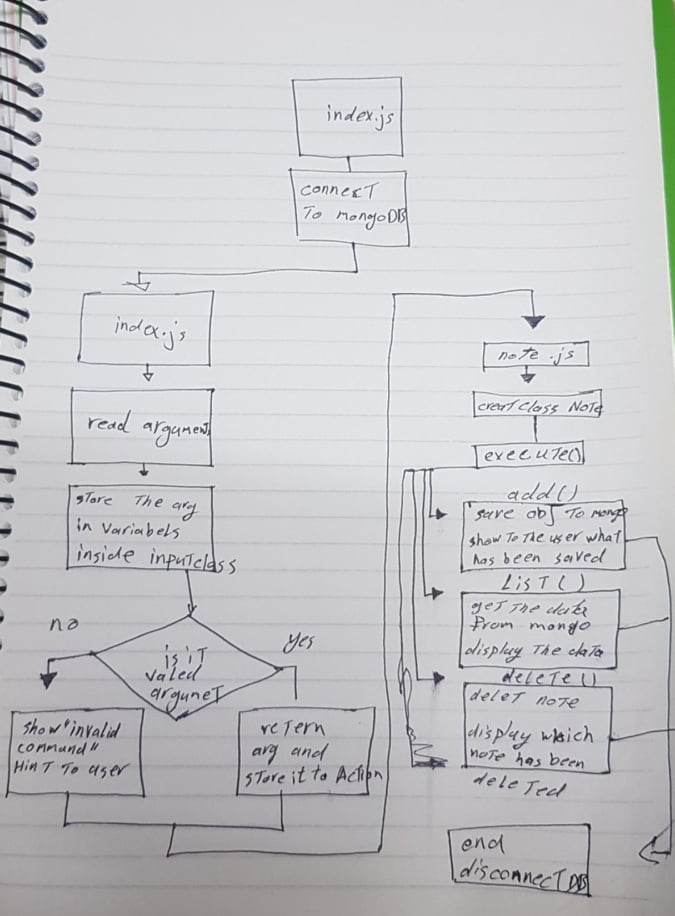 index.js
connect
To mongoDB
index.js
read argument
store The arg
in variabels
inside inputclass
no
yes
is iT
valed
argumeT
show "invalid
command"
HinT To user
reTern
arg and
sTore it to Action
noTe .js
creaT class NoTe
execuTe()
add()
save obj To mongo
show To The user what
has been saved
LisT()
geT The data
From mongo
display The daTa
deleTe()
deleT noTe
display which
noTe has been
deleTed
end
disconnecT DB